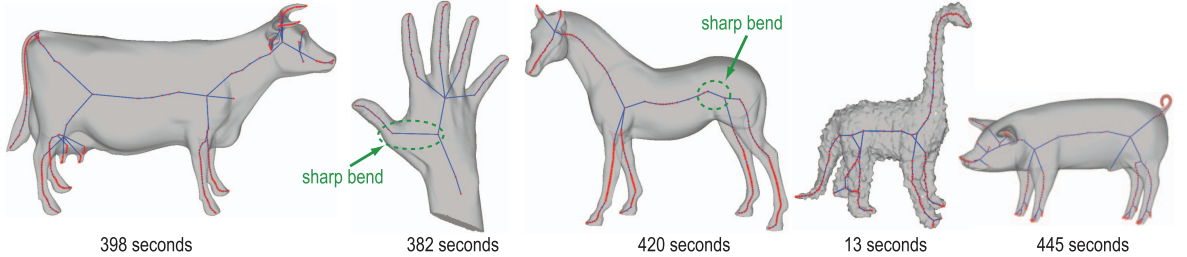 sharp bend
sharp bend
398 seconds
382 seconds
420 seconds
13 seconds
445 seconds